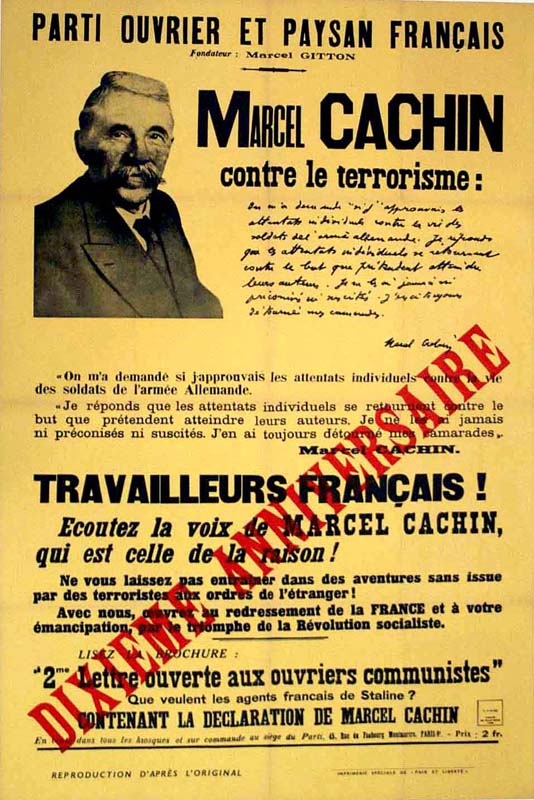 PARTI OUVRIER ET PAYSAN FRANÇAIS
Fondateur : Marcel GITTON
MARCEL CACHIN
contre le terrorisme :
On m'a demandé si j'approuvais les
attentats individuels contre la vie des
soldats de l'armée allemande. Je réponds
que les attentats individuels se retournent
contre le but que prétendent atteindre
leurs auteurs. Je ne les ai jamais ni
préconisés ni suscités. J'en ai toujours
détourné mes camarades.
Marcel Cachin
«On m'a demandé si j'approuvais les attentats individuels contre la vie
des soldats de l'armée Allemande.
«Je réponds que les attentats individuels se retournent contre le
but que prétendent atteindre leurs auteurs. Je ne les ai jamais
ni préconisés ni suscités. J'en ai toujours détourné mes camarades».
Marcel CACHIN.
TRAVAILLEURS FRANÇAIS !
Ecoutez la voix de MARCEL CACHIN,
qui est celle de la raison !
Ne vous laissez pas entraîner dans des aventures sans issue
par des terroristes aux ordres de l'étranger !
Avec nous, œuvrez au redressement de la FRANCE et à votre
émancipation, par le triomphe de la Révolution socialiste.
LISEZ LA BROCHURE :
"2me Lettre ouverte aux ouvriers communistes"
Que veulent les agents francais de Staline ?
CONTENANT LA DECLARATION DE MARCEL CACHIN
En vente dans tous les kiosques et sur commande au siège du Parti, 45, Rue du Faubourg Montmartre, PARIS-9e. - Prix : 2 fr.
DIXIEME ANNIVERSAIRE
REPRODUCTION D'APRÈS L'ORIGINAL
IMPRIMERIE SPÉCIALE DE "PAIX ET LIBERTÉ"